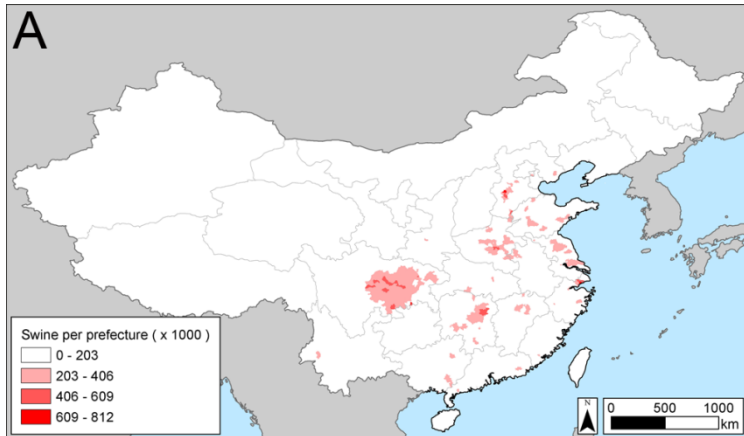 A
Swine per prefecture ( x 1000 )
0 - 203
203 - 406
406 - 609
609 - 812
N
0 500 1000
km